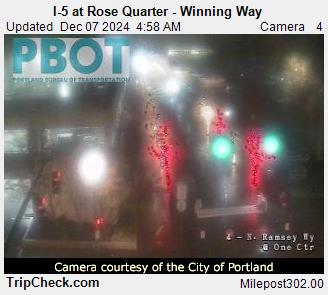 I-5 at Rose Quarter - Winning Way
Updated Dec 07 2024 4:58 AM Camera 4
PBOT
PORTLAND BUREAU OF TRANSPORTATION
4 - N. Ramsey Wy
@ One Ctr
Camera courtesy of the City of Portland
TripCheck.com Milepost302.00